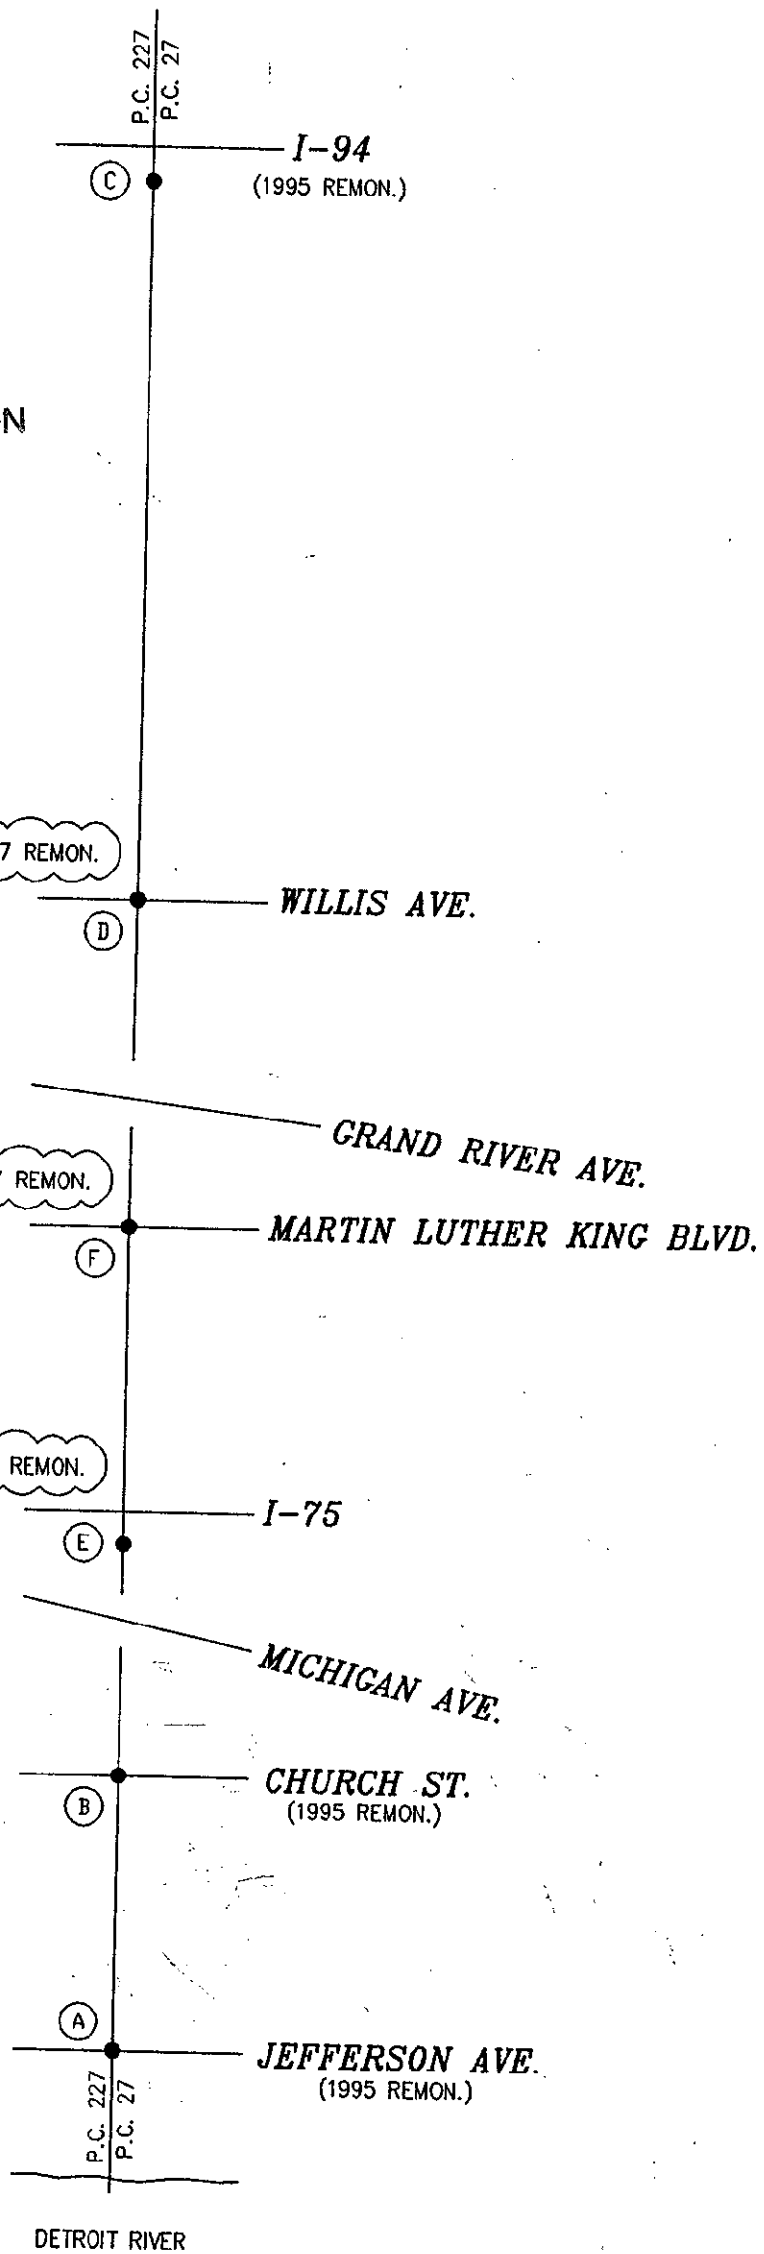 P.C. 227
P.C. 27
I-94
(1995 REMON.)
C
N
7 REMON.
WILLIS AVE.
D
GRAND RIVER AVE.
REMON.
MARTIN LUTHER KING BLVD.
F
REMON.
I-75
E
MICHIGAN AVE.
CHURCH ST.
(1995 REMON.)
B
A
JEFFERSON AVE.
(1995 REMON.)
P.C. 227
P.C. 27
DETROIT RIVER